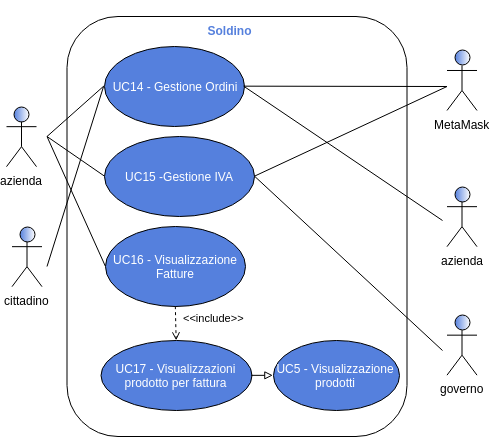 Soldino
UC14 - Gestione Ordini
MetaMask
azienda
UC15 -Gestione IVA
azienda
cittadino
UC16 - Visualizzazione
Fatture
<<include>>
governo
UC17 - Visualizzazioni
prodotto per fattura
UC5 - Visualizzazione
prodotti